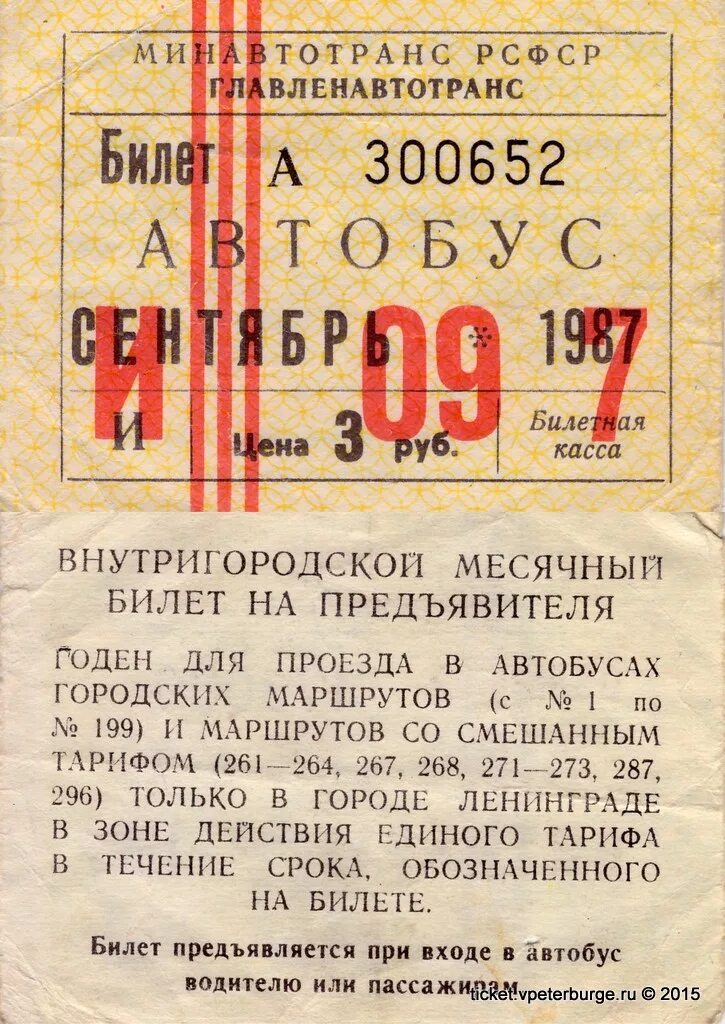 МИНАВТОТРАНС РСФСР
ГЛАВЛЕНАВТОТРАНС
Билет А 300652
АВТОБУС
СЕНТЯБРЬ * 1987
И 09 7
И Цена 3 руб. Билетная касса
ВНУТРИГОРОДСКОЙ МЕСЯЧНЫЙ
БИЛЕТ НА ПРЕДЪЯВИТЕЛЯ
ГОДЕН ДЛЯ ПРОЕЗДА В АВТОБУСАХ
ГОРОДСКИХ МАРШРУТОВ (с № 1 по
№ 199) И МАРШРУТОВ СО СМЕШАННЫМ
ТАРИФОМ (261—264, 267, 268, 271—273, 287,
296) ТОЛЬКО В ГОРОДЕ ЛЕНИНГРАДЕ
В ЗОНЕ ДЕЙСТВИЯ ЕДИНОГО ТАРИФА
В ТЕЧЕНИЕ СРОКА, ОБОЗНАЧЕННОГО
НА БИЛЕТЕ.
Билет предъявляется при входе в автобус
водителю или пассажирам
ticket.vpeterburge.ru © 2015